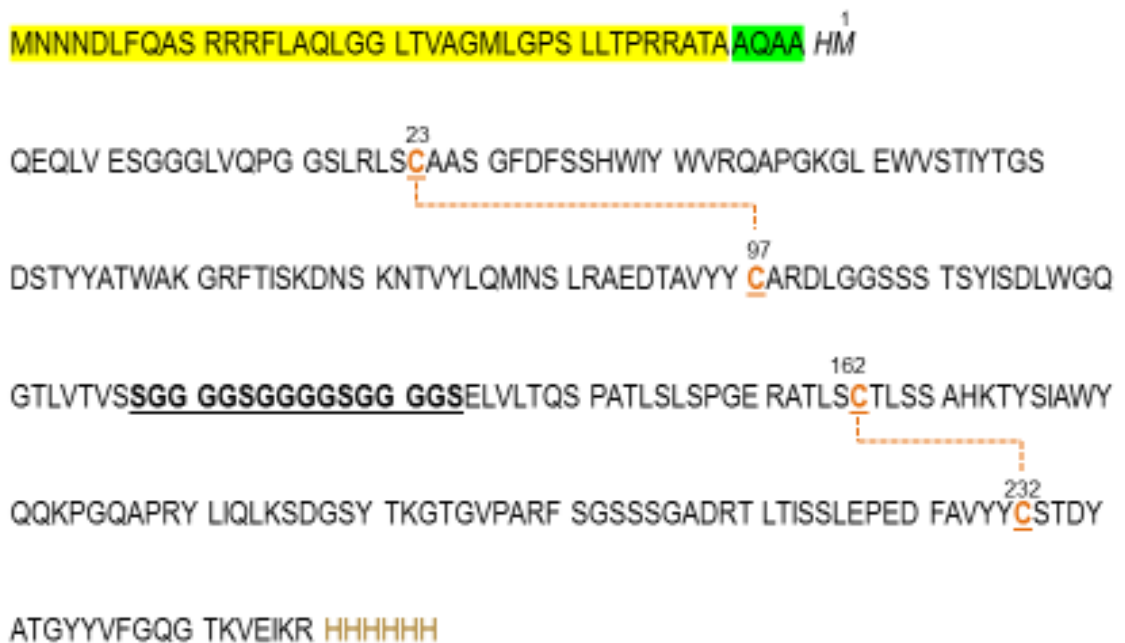 1
MNNNDLFQAS RRRFLAQLGG LTVAGMLGPS LLTPRRATA AQAA HM
23
QEQLV ESGGGLVQPG GSLRLSCAAS GFDFSSHWIY WVRQAPGKGL EWVSTIYTGS
97
DSTYYATWAK GRFTISKDNS KNTVYLQMNS LRAEDTAVYY CARDLGGSSS TSYISDLWGQ
162
GTLVTVSSGG GGSGGGGSGG GGSELVLTQS PATLSLSPGE RATLSCTLSS AHKTYSIAWY
232
QQKPGQAPRY LIQLKSDGSY TKGTGVPARF SGSSSGADRT LTISSLEPED FAVYYCSTDY
ATGYYVFGQG TKVEIKR HHHHHH